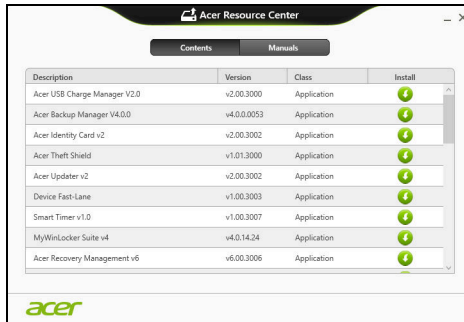 Acer Resource Center
Contents Manuals
Description Version Class Install
Acer USB Charge Manager V2.0 v2.00.3000 Application
Acer Backup Manager V4.0.0 v4.0.0.0053 Application
Acer Identity Card v2 v2.00.3002 Application
Acer Theft Shield v1.01.3000 Application
Acer Updater v2 v2.00.3002 Application
Device Fast-Lane v1.00.3003 Application
Smart Timer v1.0 v1.00.3007 Application
MyWinLocker Suite v4 v4.0.14.24 Application
Acer Recovery Management v6 v6.00.3006 Application
acer